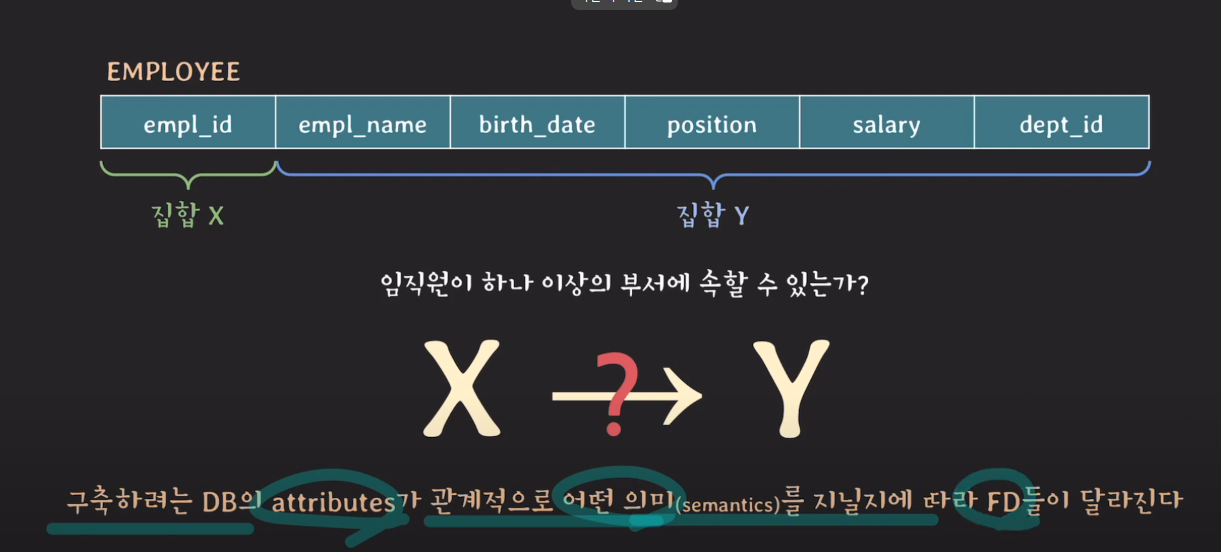 EMPLOYEE
empl_id empl_name birth_date position salary dept_id
집합 X 집합 Y
임직원이 하나 이상의 부서에 속할 수 있는가?
X ? Y
구축하려는 DB의 attributes가 관계적으로 어떤 의미(semantics)를 지닐지에 따라 FD들이 달라진다